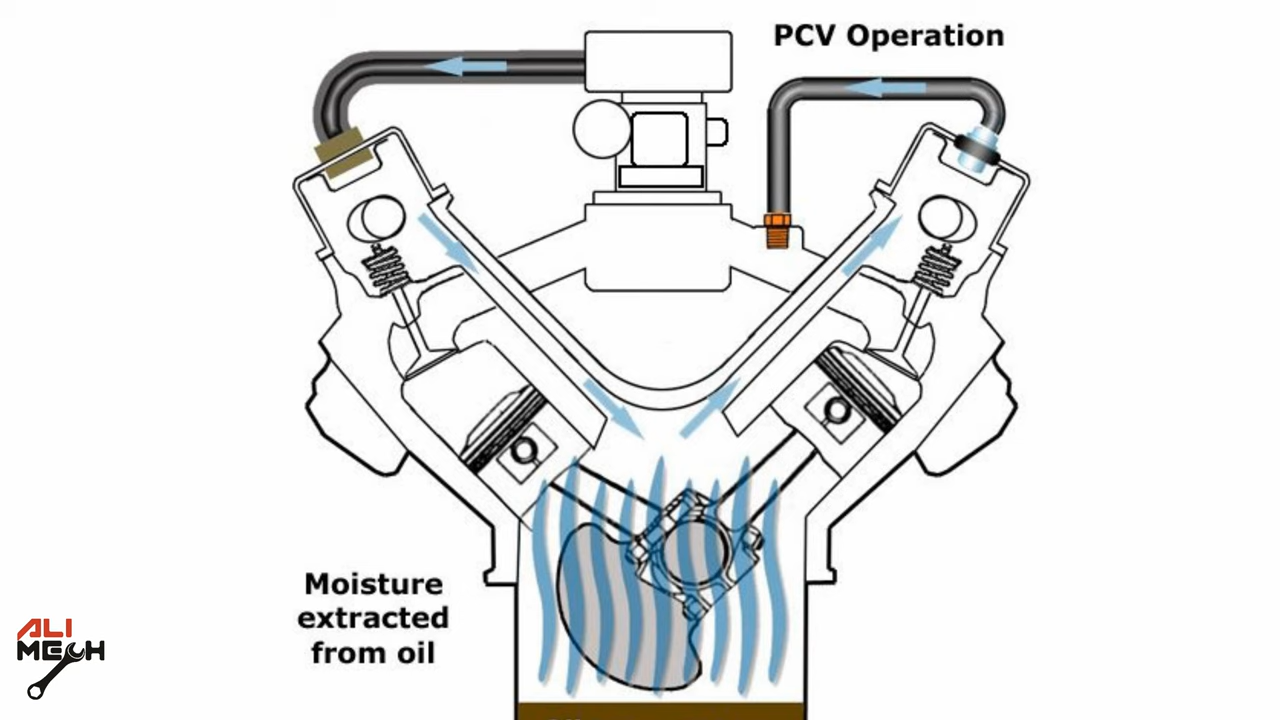 PCV Operation
Moisture
extracted
from oil
ALI
MECH